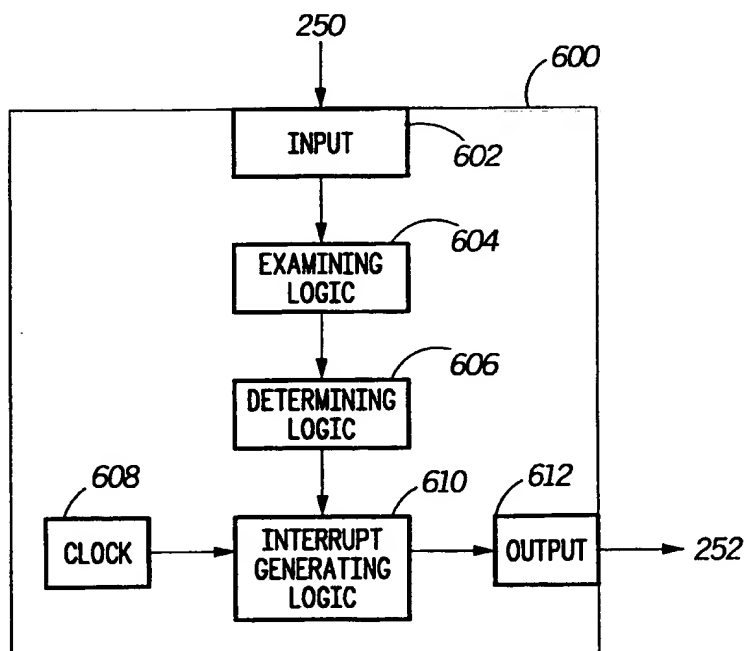 250
600
INPUT
602
604
EXAMINING
LOGIC
606
DETERMINING
LOGIC
608
610
612
CLOCK
INTERRUPT
GENERATING
LOGIC
OUTPUT
252